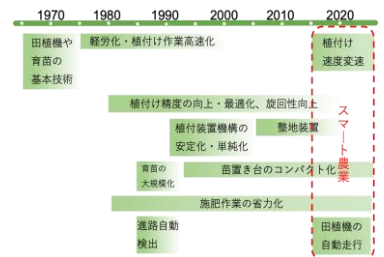 1970 1980 1990 2000 2010 2020
田植機や
育苗の
基本技術
軽労化・植付け作業高速化
植付け
速度変速
植付け精度の向上・最適化、旋回性向上
植付装置機構の
安定化・単純化
整地装置
育苗の
大規模化
苗置き台のコンパクト化
施肥作業の省力化
進路自動
検出
田植機の
自動走行
スマート農業